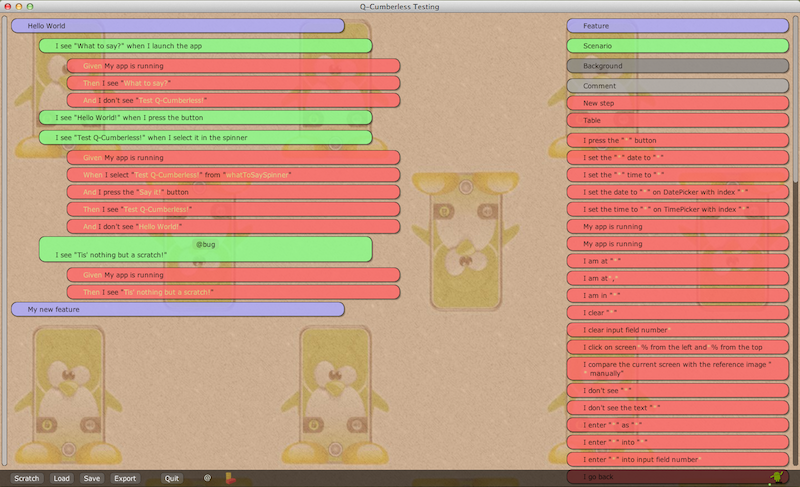 Q-Cumberless Testing
Hello World
I see "What to say?" when I launch the app
Given My app is running
Then I see "What to say?"
And I don't see "Test Q-Cumberless!"
I see "Hello World!" when I press the button
I see "Test Q-Cumberless!" when I select it in the spinner
Given My app is running
When I select "Test Q-Cumberless!" from "whatToSaySpinner"
And I press the "Say it!" button
Then I see "Test Q-Cumberless!"
And I don't see "Hello World!"
@bug
I see "Tis' nothing but a scratch!"
Given My app is running
Then I see "Tis' nothing but a scratch!"
My new feature
Feature
Scenario
Background
Comment
New step
Table
I press the "*" button
I set the "*" date to "*"
I set the "*" time to "*"
I set the date to "*" on DatePicker with index "*"
I set the time to "*" on TimePicker with index "*"
My app is running
My app is running
I am at "*"
I am at *,*
I am in "*"
I clear "*"
I clear input field number*
I click on screen *% from the left and *% from the top
I compare the current screen with the reference image "
* manually"
I don't see "*"
I don't see the text "*"
I enter "*" as "*"
I enter "*" into "*"
I enter "*" into input field number*
I go back
Scratch Load Save Export Quit @